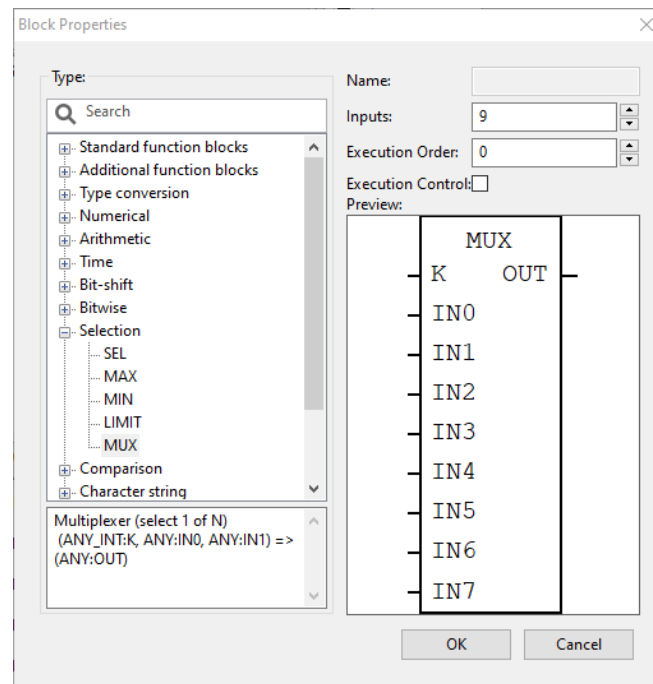 Block Properties
Type:
Search
Standard function blocks
Additional function blocks
Type conversion
Numerical
Arithmetic
Time
Bit-shift
Bitwise
Selection
SEL
MAX
MIN
LIMIT
MUX
Comparison
Character string
Multiplexer (select 1 of N)
(ANY_INT:K, ANY:IN0, ANY:IN1) =>
(ANY:OUT)
Name:
Inputs: 9
Execution Order: 0
Execution Control:
Preview:
MUX
K OUT
IN0
IN1
IN2
IN3
IN4
IN5
IN6
IN7
OK Cancel